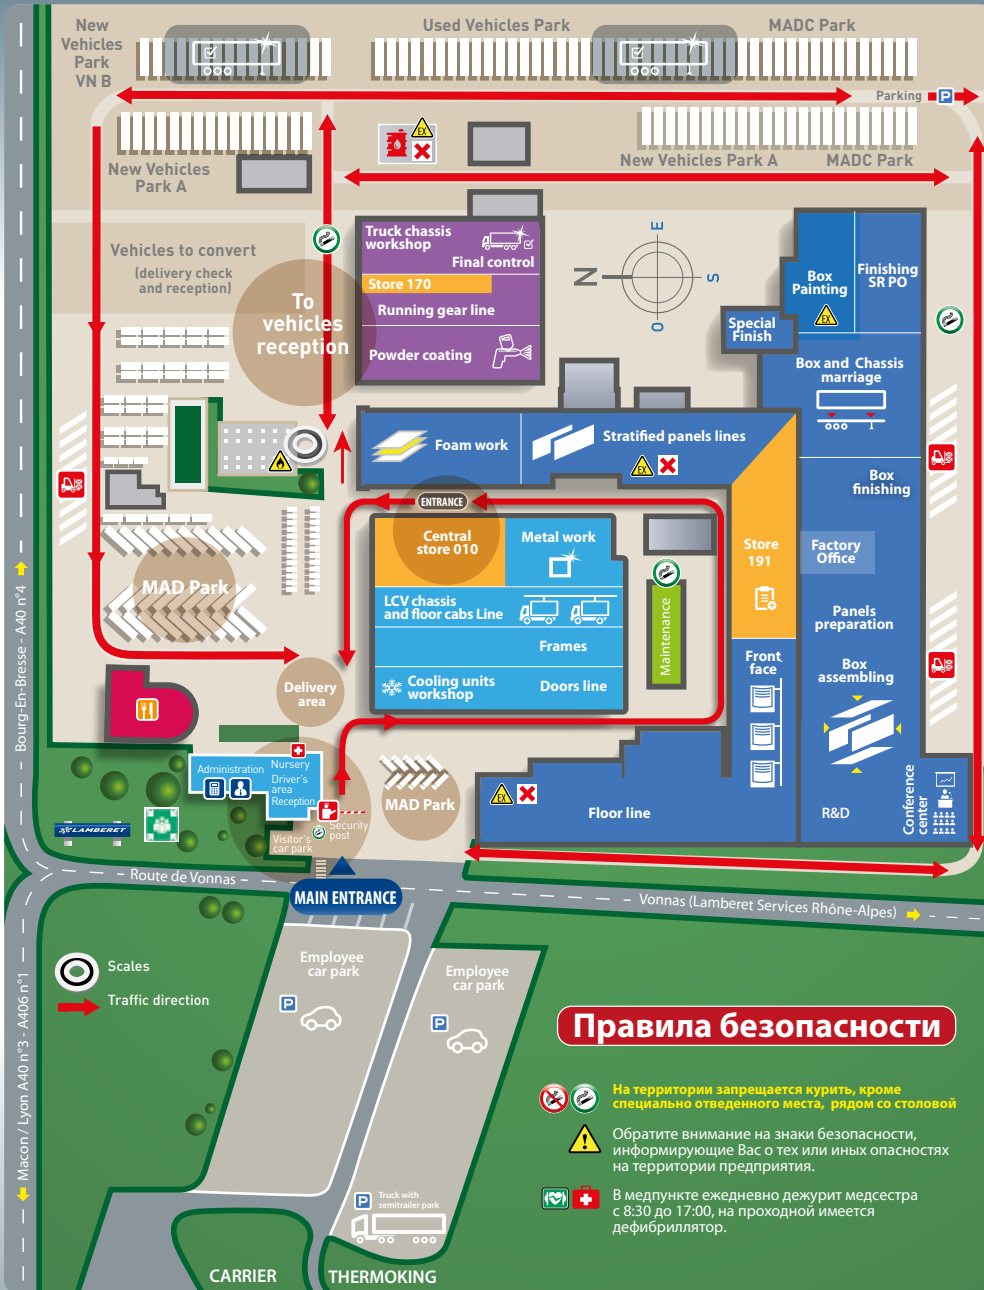 New
Vehicles
Park
VN B
Used Vehicles Park
MADC Park
Parking
P
EX
New Vehicles
Park A
New Vehicles Park A
MADC Park
Vehicles to convert
(delivery check
and reception)
To
vehicles
reception
Truck chassis
workshop
Final control
Store 170
Running gear line
Powder coating
E
N
S
O
Box
Painting
EX
Finishing
SR PO
Special
Finish
Box and Chassis
marriage
Foam work
Stratified panels lines
EX
Box
finishing
ENTRANCE
Central
store 010
Metal work
Store
191
Factory
Office
MAD Park
LCV chassis
and floor cabs Line
Frames
Maintenance
Panels
preparation
Cooling units
workshop
Doors line
Front
face
Box
assembling
Delivery
area
Administration
Nursery
Driver's
area
Reception
Security
post
Visitor's
car park
MAD Park
EX
Floor line
R&D
Conference
center
LAMBERET
Bourg-En-Bresse - A40 n°4
Route de Vonnas
MAIN ENTRANCE
Vonnas (Lamberet Services Rhône-Alpes)
Macon / Lyon A40 n°3 - A406 n°1
Scales
Traffic direction
Employee
car park
P
Employee
car park
P
P
Truck with
semitrailer park
CARRIER
THERMOKING
Правила безопасности
На территории запрещается курить, кроме
специально отведенного места, рядом со столовой
Обратите внимание на знаки безопасности,
информирующие Вас о тех или иных опасностях
на территории предприятия.
В медпункте ежедневно дежурит медсестра
с 8:30 до 17:00, на проходной имеется
дефибриллятор.